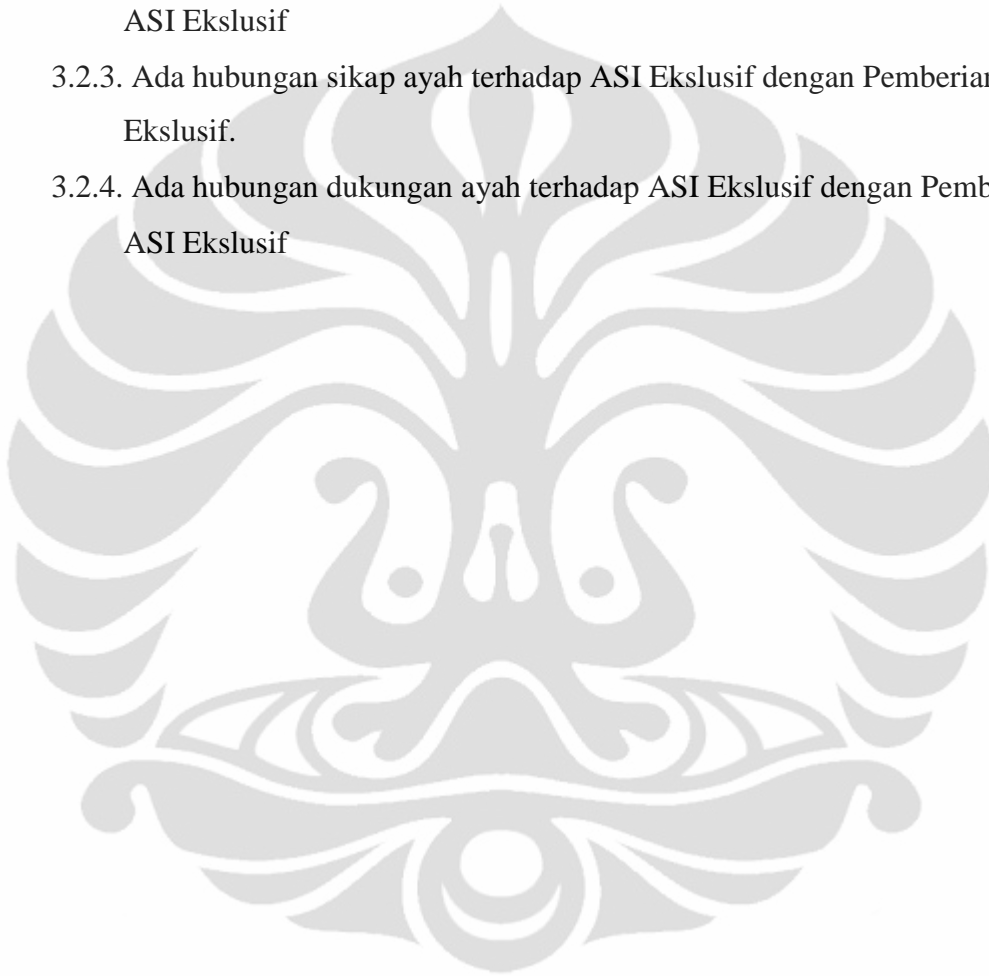 ASI Ekslusif
3.2.3. Ada hubungan sikap ayah terhadap ASI Ekslusif dengan Pemberian
Ekslusif.
3.2.4. Ada hubungan dukungan ayah terhadap ASI Ekslusif dengan Pemb
ASI Ekslusif